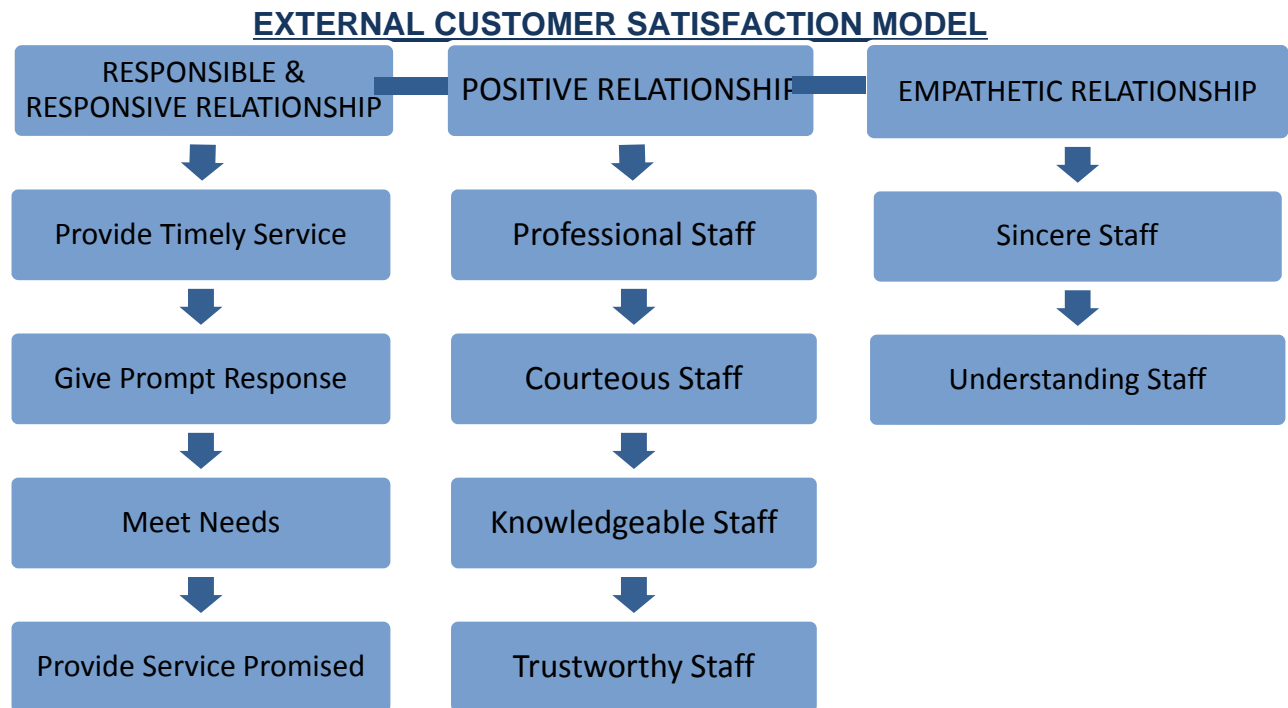 EXTERNAL CUSTOMER SATISFACTION MODEL
RESPONSIBLE &
RESPONSIVE RELATIONSHIP
Provide Timely Service
Give Prompt Response
Meet Needs
Provide Service Promised
POSITIVE RELATIONSHIP
Professional Staff
Courteous Staff
Knowledgeable Staff
Trustworthy Staff
EMPATHETIC RELATIONSHIP
Sincere Staff
Understanding Staff